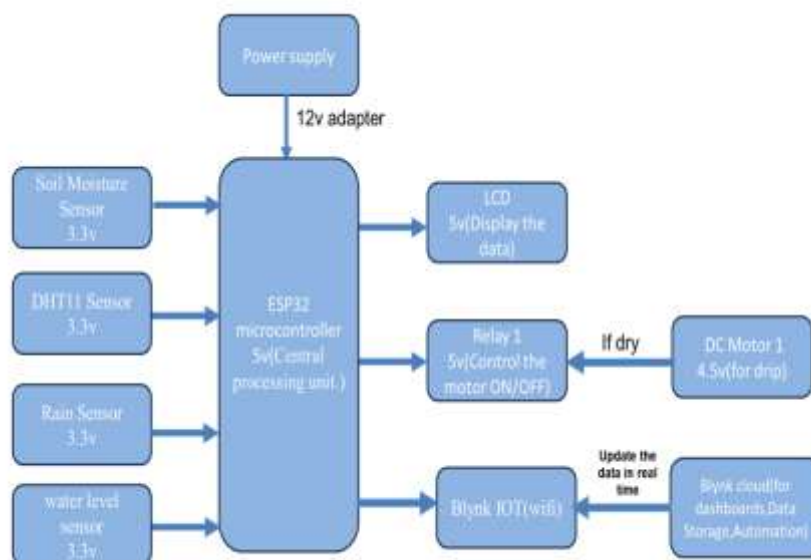 Power supply
12v adapter
Soil Moisture
Sensor
3.3v
DHT11 Sensor
3.3v
Rain Sensor
3.3v
water level
sensor
3.3v
ESP32
microcontroller
5v(Central
processing unit.)
LCD
5v(Display the
data)
Relay 1
5v(Control the
motor ON/OFF)
If dry
DC Motor 1
4.5v(for drip)
Blynk IOT(wifi)
Update the
data in real
time
Blynk cloud(for
dashboards,Data
Storage,Automation)